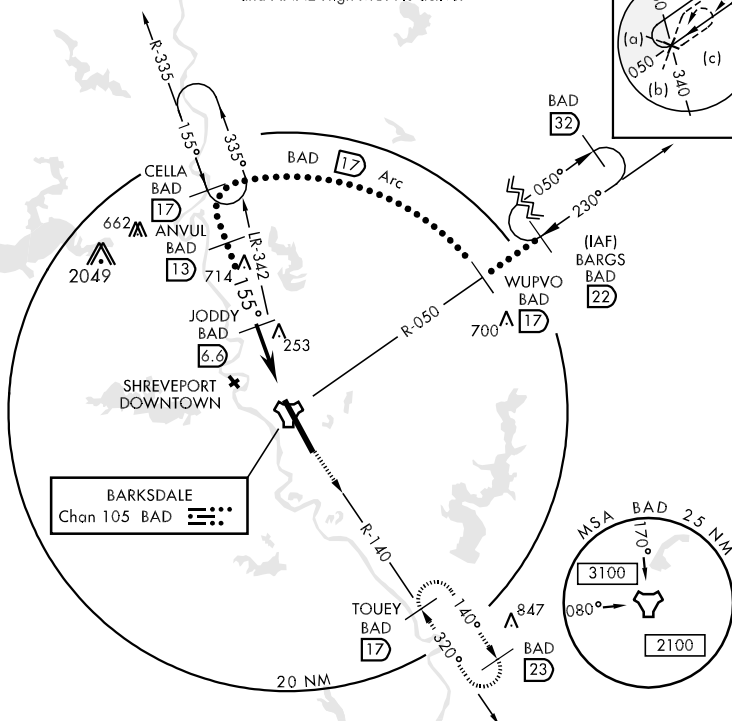 R-335
155°
335°
CELLA
BAD
17
BAD 17 Arc
662
2049
ANVUL
BAD
13
714
LR-342
155°
JODDY
BAD
6.6
253
SHREVEPORT
DOWNTOWN
BAD
32
050°
230°
(IAF)
BARGS
BAD
22
WUPVO
BAD
17
700
R-050
(a)
050
(b)
340
(c)
BARKSDALE
Chan 105 BAD
R-140
TOUEY
BAD
17
140°
320°
847
BAD
23
20 NM
MSA BAD 25 NM
170°
3100
080°
2100